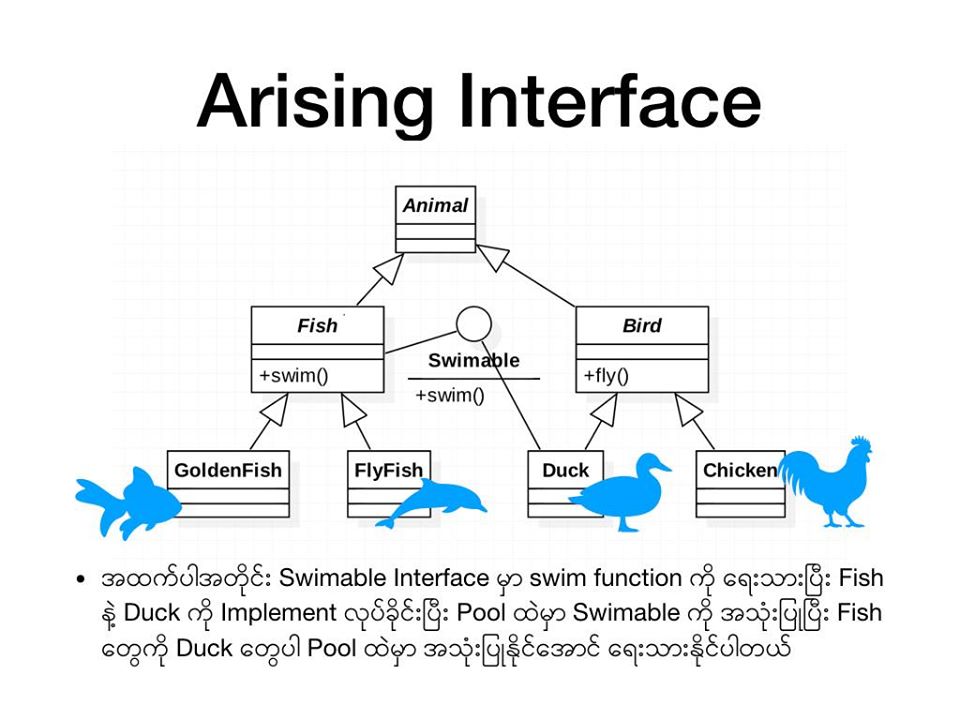 Arising Interface
Animal
Fish
Bird
Swimable
+swim()
+fly()
+swim()
GoldenFish
FlyFish
Duck
Chicken
• အထက်ပါအတိုင်း Swimable Interface မှာ swim function ကို ရေးသားပြီး Fish
နဲ့ Duck ကို Implement လုပ်ခိုင်းပြီး Pool ထဲမှာ Swimable ကို အသုံးပြုပြီး Fish
တွေကို Duck တွေပါ Pool ထဲမှာ အသုံးပြုနိုင်အောင် ရေးသားနိုင်ပါတယ်